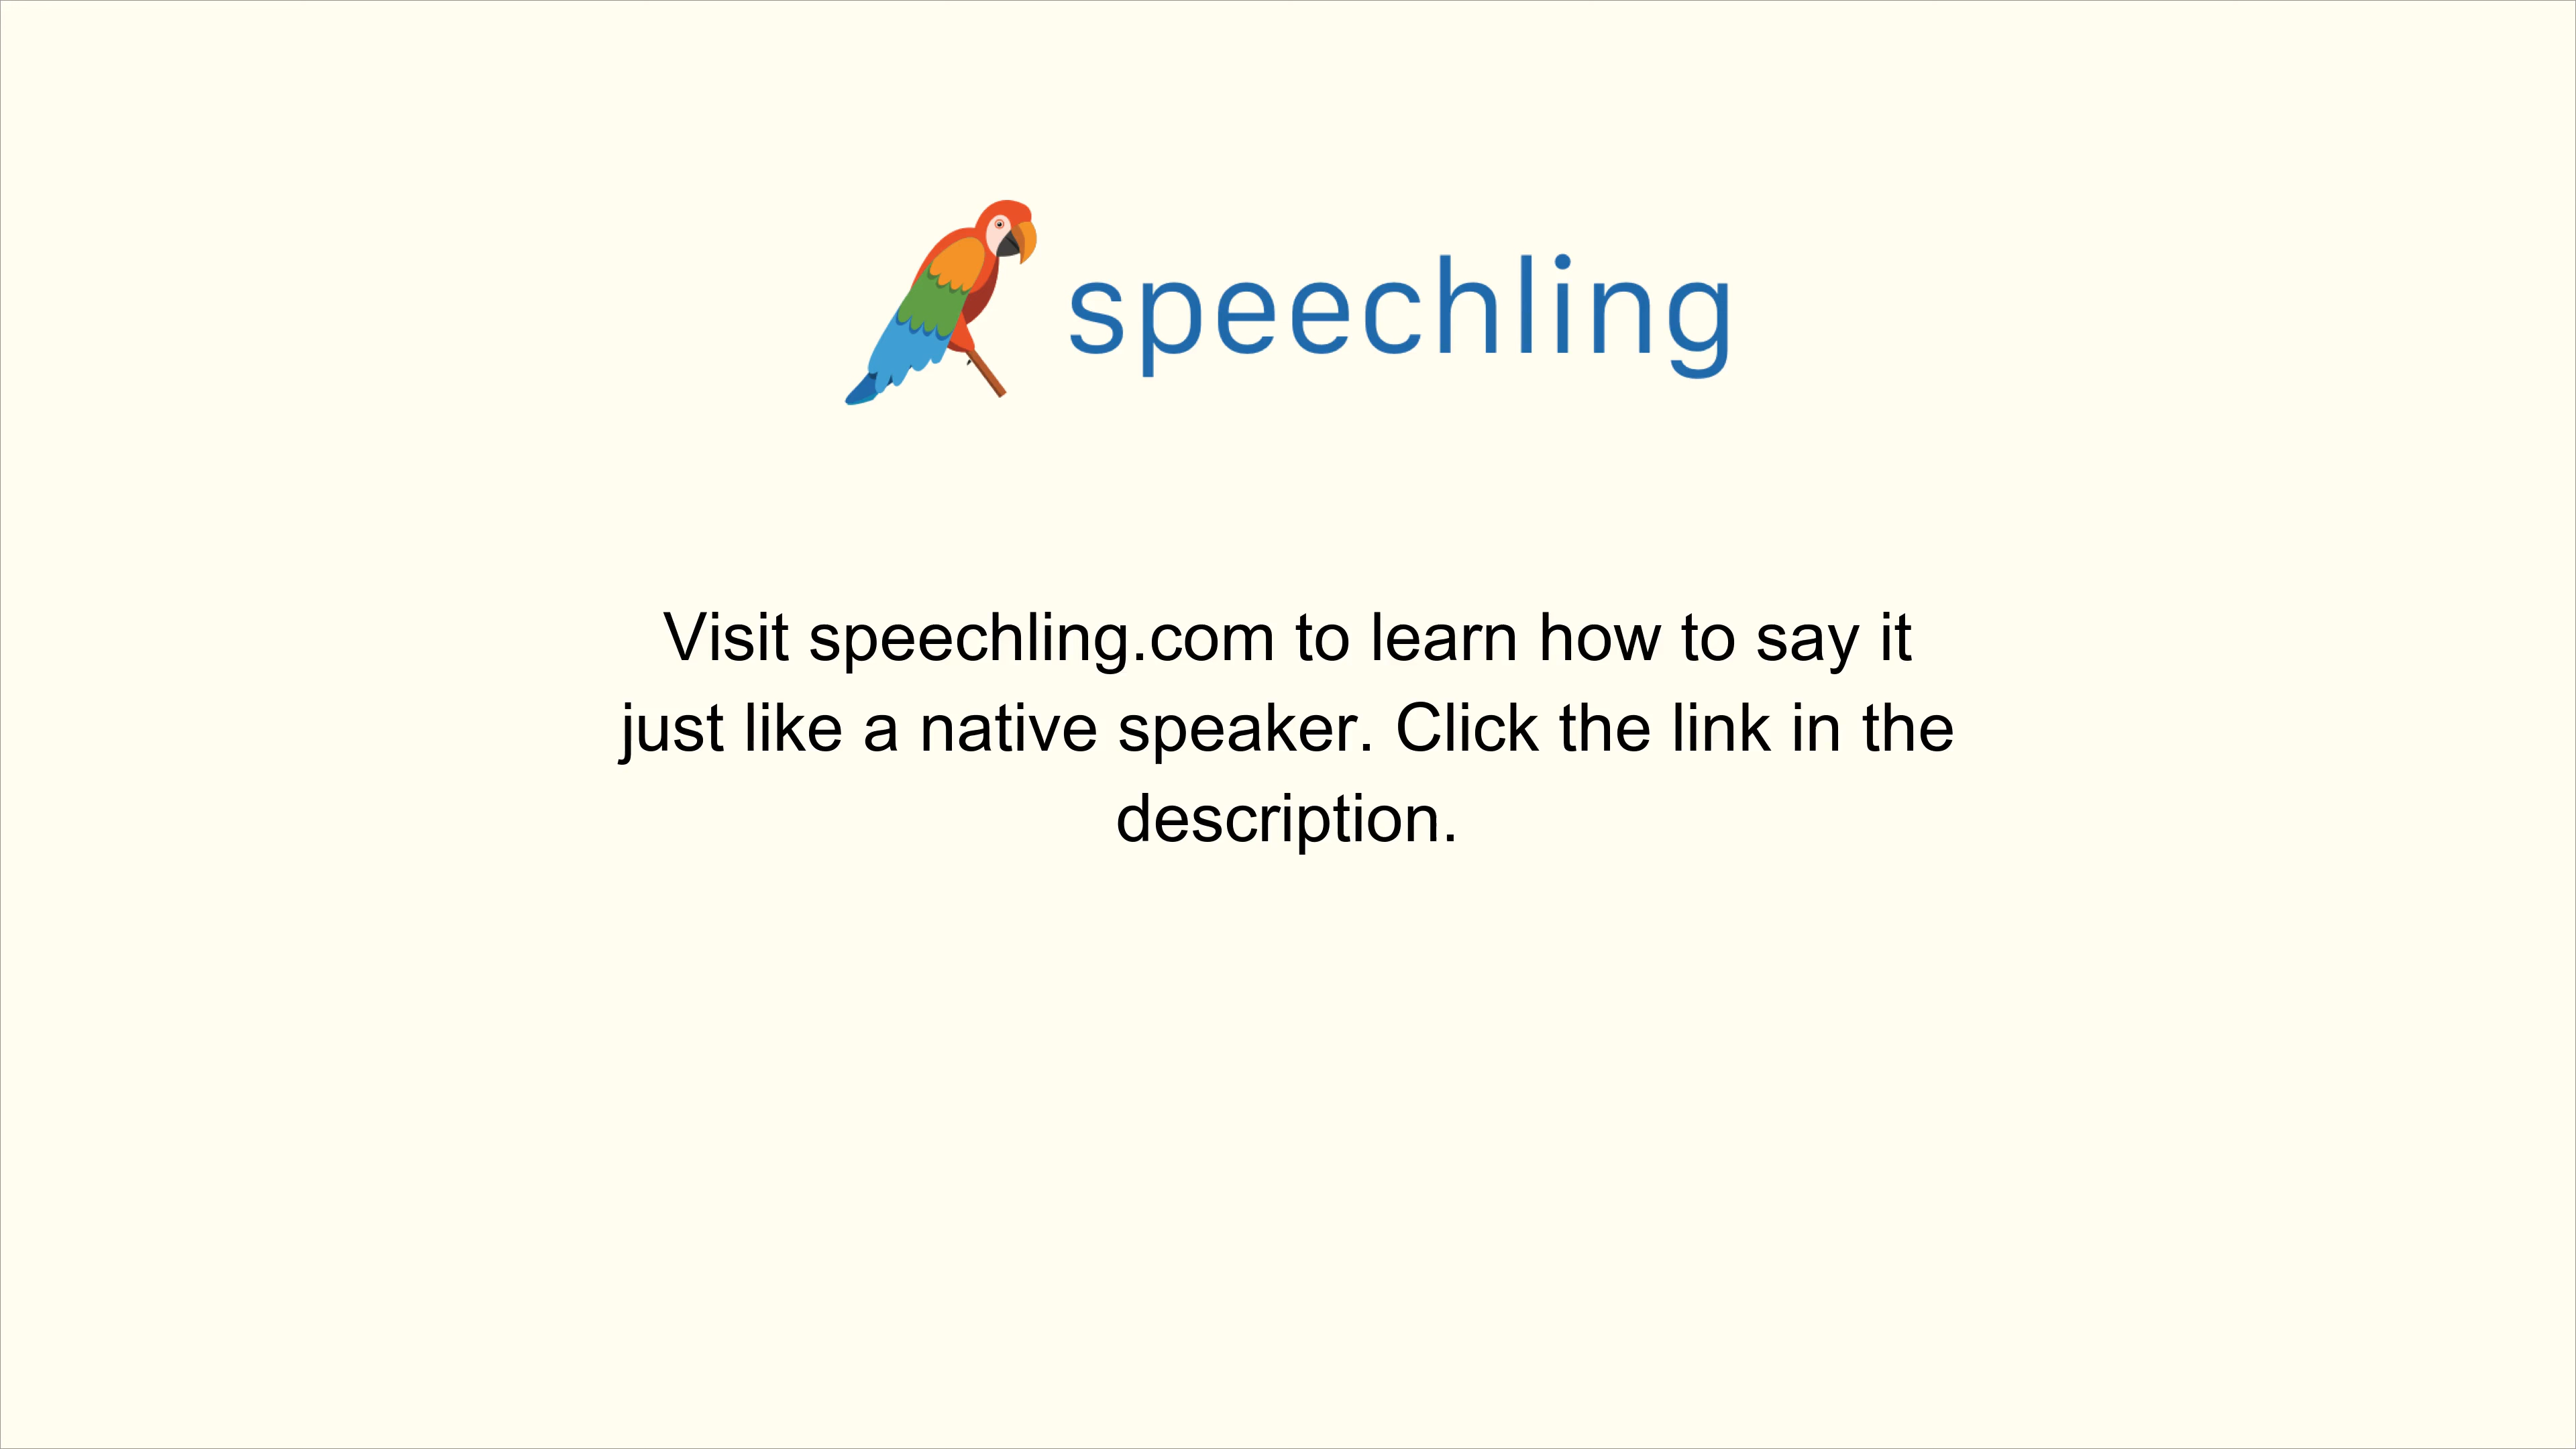 speechling
Visit speechling.com to learn how to say it
just like a native speaker. Click the link in the
description.